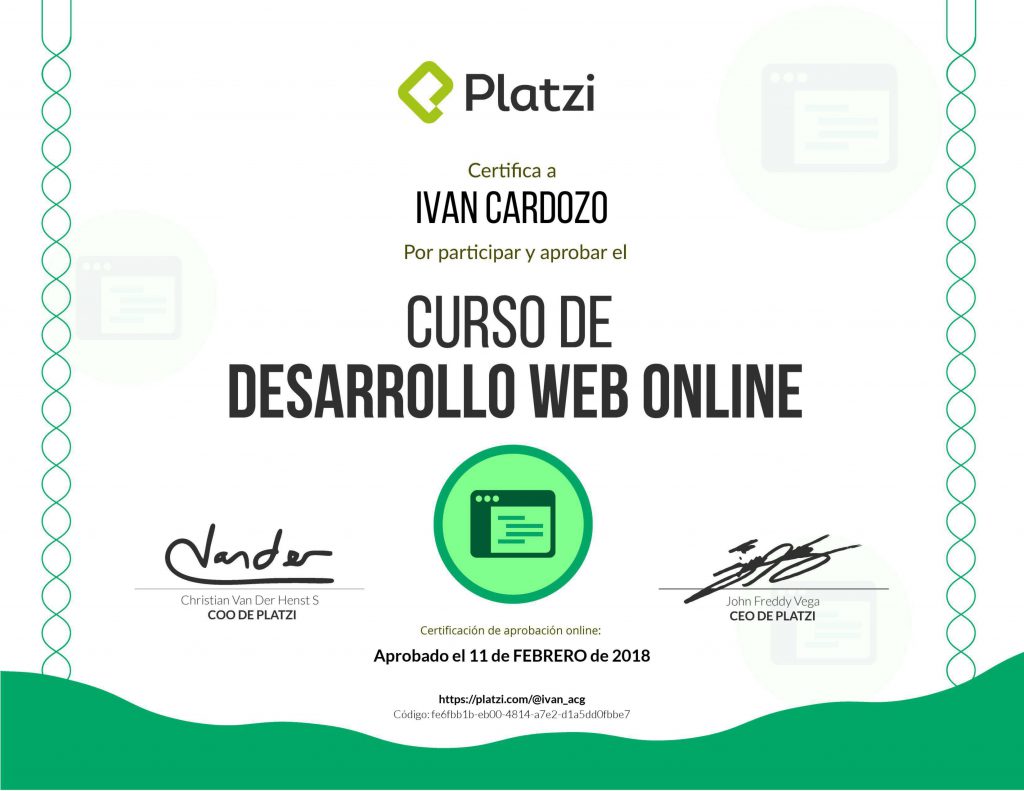 Platzi
Certifica a
IVAN CARDOZO
Por participar y aprobar el
CURSO DE
DESARROLLO WEB ONLINE
Vander
Christian Van Der Henst S
COO DE PLATZI
John Freddy Vega
CEO DE PLATZI
Certificación de aprobación online:
Aprobado el 11 de FEBRERO de 2018
https://platzi.com/@ivan_acg
Código: fe6fbb1b-eb00-4814-a7e2-d1a5dd0fbbe7